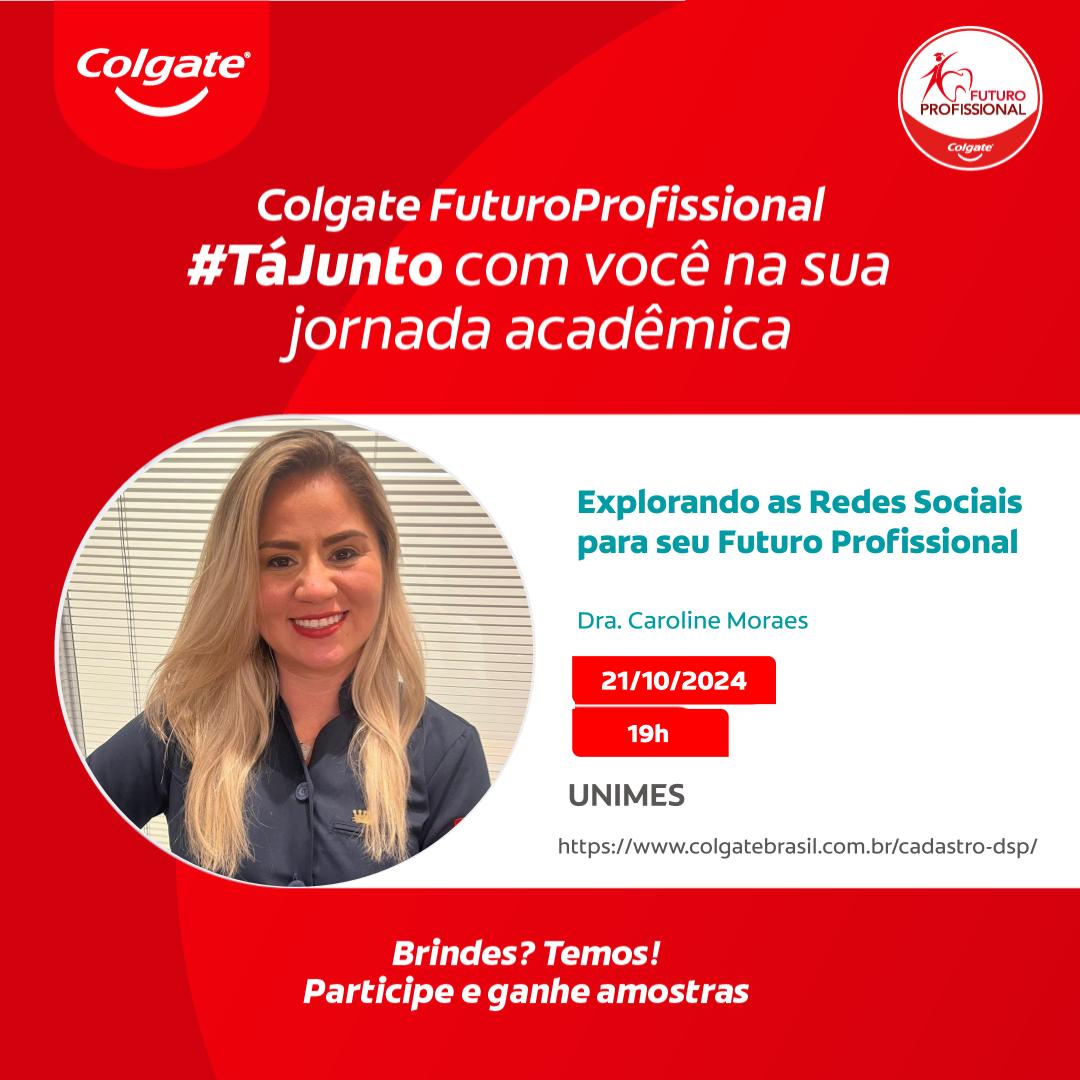 Colgate®
FUTURO
PROFISSIONAL
Colgate
Colgate FuturoProfissional
#TáJunto com você na sua
jornada acadêmica
Explorando as Redes Sociais
para seu Futuro Profissional
Dra. Caroline Moraes
21/10/2024
19h
UNIMES
https://www.colgatebrasil.com.br/cadastro-dsp/
Brindes? Temos!
Participe e ganhe amostras